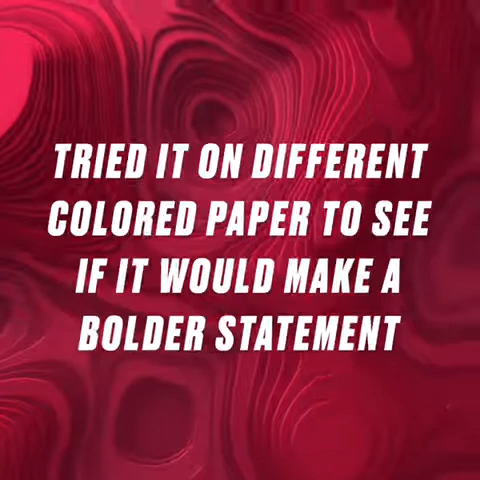 TRIED IT ON DIFFERENT
COLORED PAPER TO SEE
IF IT WOULD MAKE A
BOLDER STATEMENT